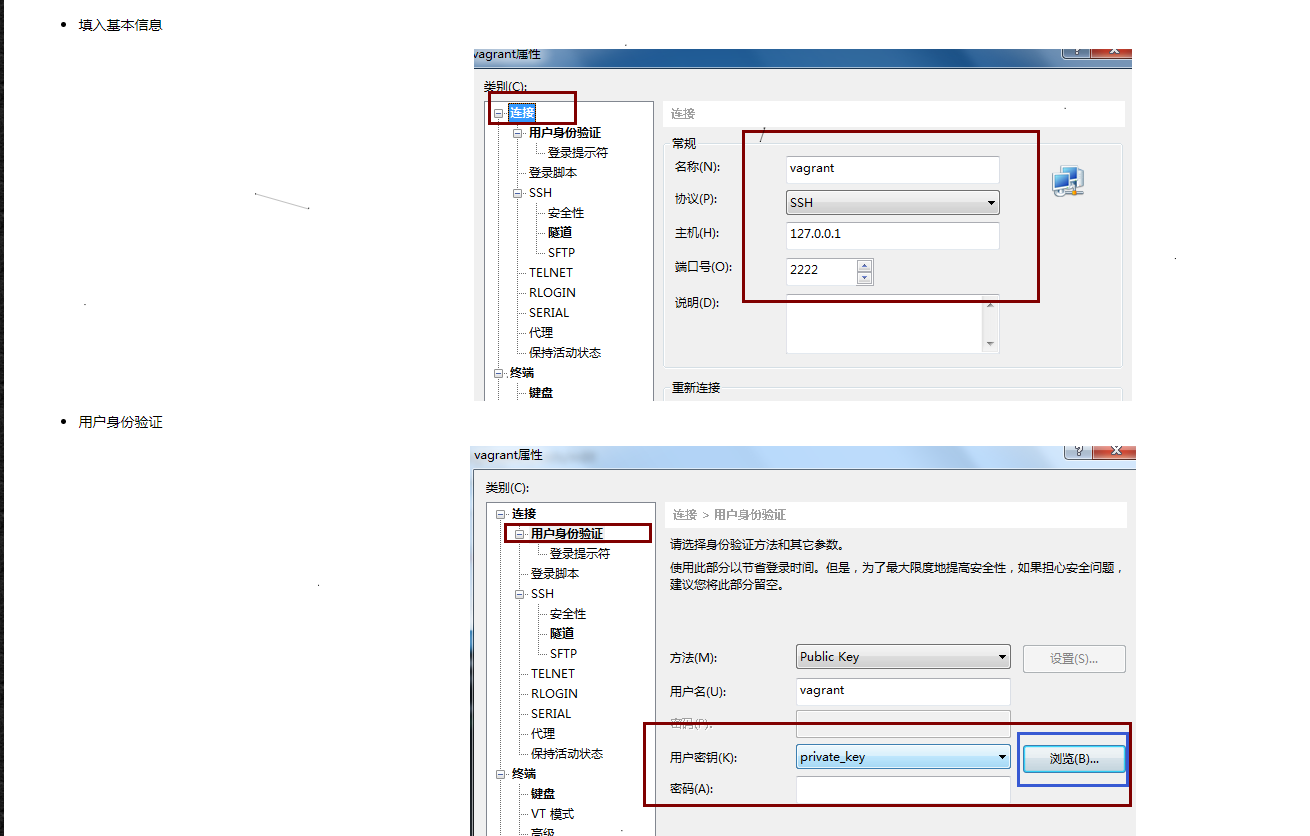 填入基本信息
vagrant属性
类别(C):
连接
用户身份验证
登录提示符
登录脚本
SSH
安全性
隧道
SFTP
TELNET
RLOGIN
SERIAL
代理
保持活动状态
终端
键盘
连接
常规
名称(N): vagrant
协议(P): SSH
主机(H): 127.0.0.1
端口号(O): 2222
说明(D):
重新连接
用户身份验证
vagrant属性
类别(C):
连接
用户身份验证
登录提示符
登录脚本
SSH
安全性
隧道
SFTP
TELNET
RLOGIN
SERIAL
代理
保持活动状态
终端
键盘
VT 模式
高级
连接 > 用户身份验证
请选择身份验证方法和其它参数。
使用此部分以节省登录时间。但是，为了最大限度地提高安全性，如果担心安全问题，
建议您将此部分留空。
方法(M): Public Key 设置(S)...
用户名(U): vagrant
密码(P):
用户密钥(K): private_key 浏览(B)...
密码(A):